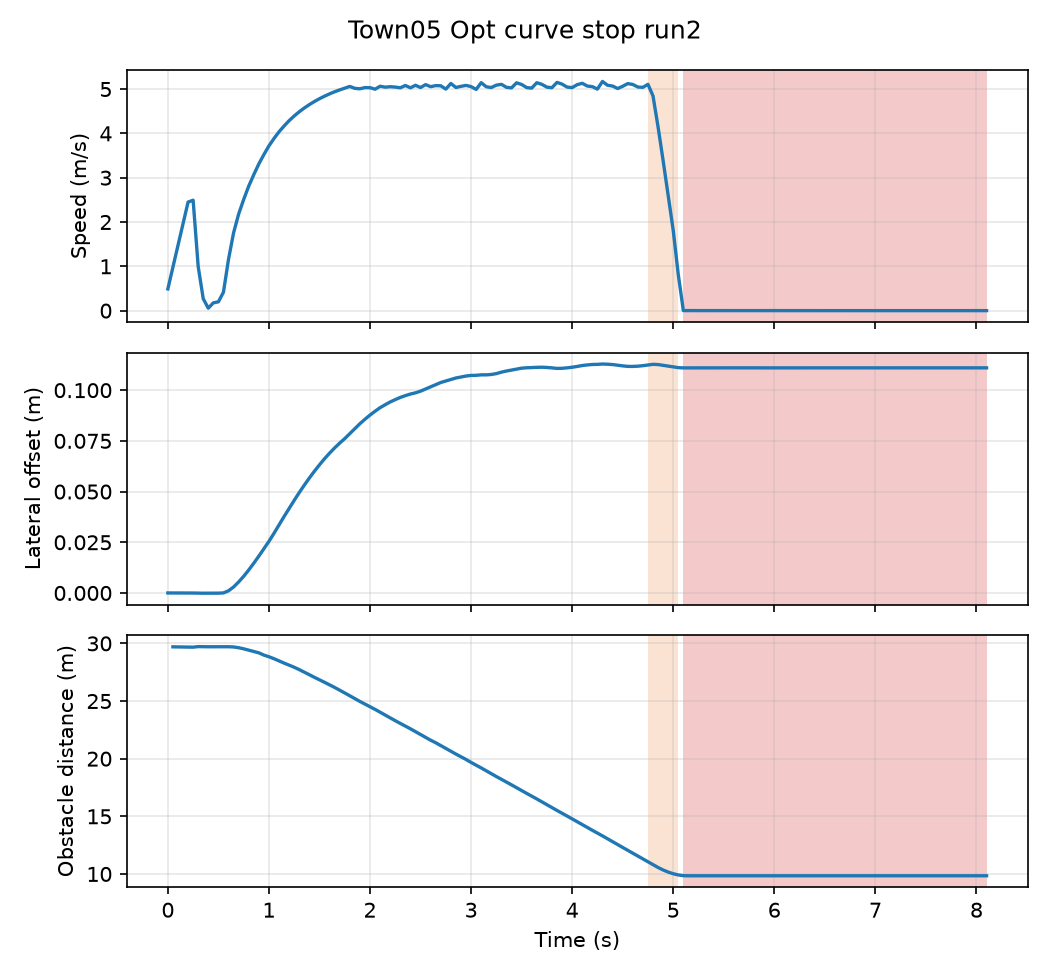 Town05 Opt curve stop run2
Speed (m/s)
5
4
3
2
1
0
Lateral offset (m)
0.100
0.075
0.050
0.025
0.000
Obstacle distance (m)
30
25
20
15
10
0 1 2 3 4 5 6 7 8
Time (s)